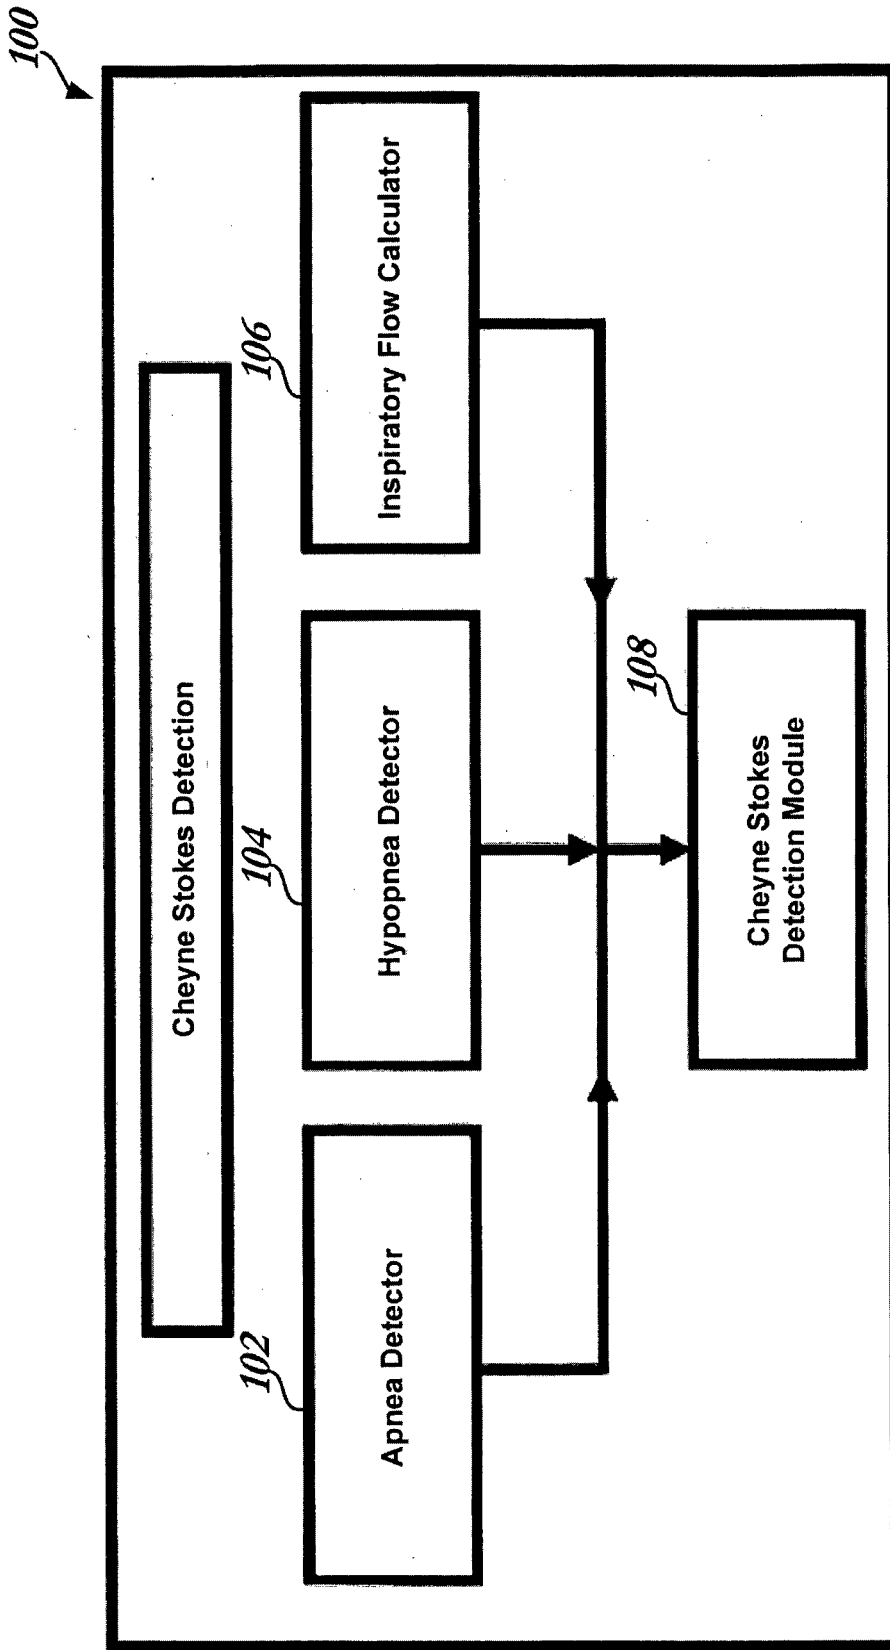 100
Cheyne Stokes Detection
102
104
106
Apnea Detector
Hypopnea Detector
Inspiratory Flow Calculator
108
Cheyne Stokes
Detection Module